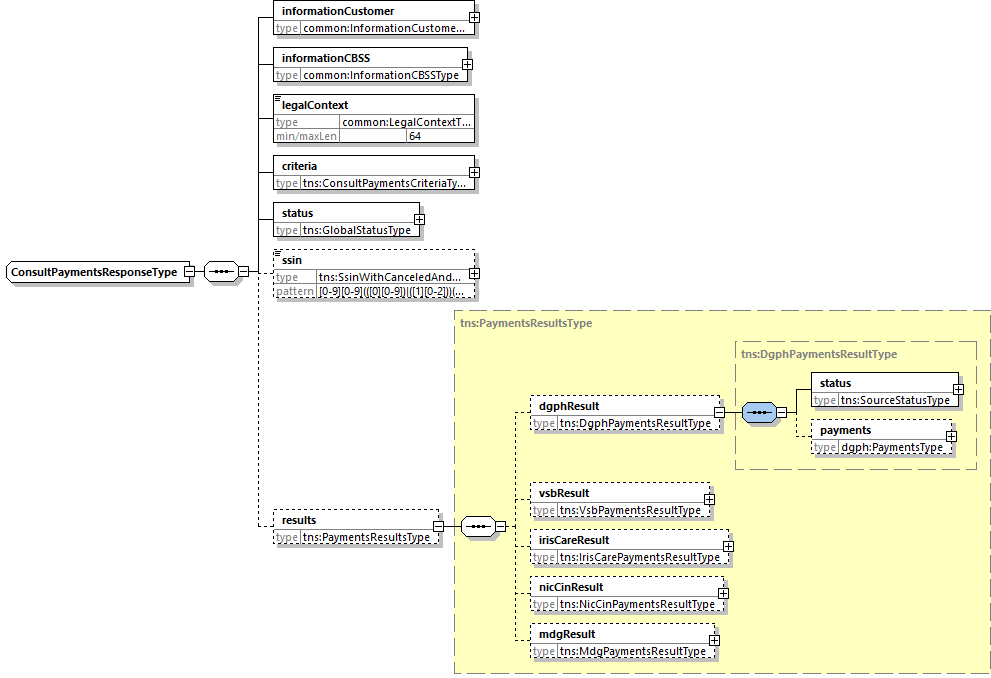 informationCustomer
type common:InformationCustome...
informationCBSS
type common:InformationCBSSType
legalContext
type common:LegalContextT...
min/maxLen 64
criteria
type tns:ConsultPaymentsCriteriaTy...
status
type tns:GlobalStatusType
ConsultPaymentsResponseType
ssin
type tns:SsinWithCanceledAnd...
pattern [0-9][0-9](([0][0-9])|([1][0-2]))(...
tns:PaymentsResultsType
tns:DgphPaymentsResultType
status
type tns:SourceStatusType
dgphResult
type tns:DgphPaymentsResultType
payments
type dgph:PaymentsType
vsbResult
type tns:VsbPaymentsResultType
results
type tns:PaymentsResultsType
irisCareResult
type tns:IrisCarePaymentsResultType
nicCinResult
type tns:NicCinPaymentsResultType
mdgResult
type tns:MdgPaymentsResultType